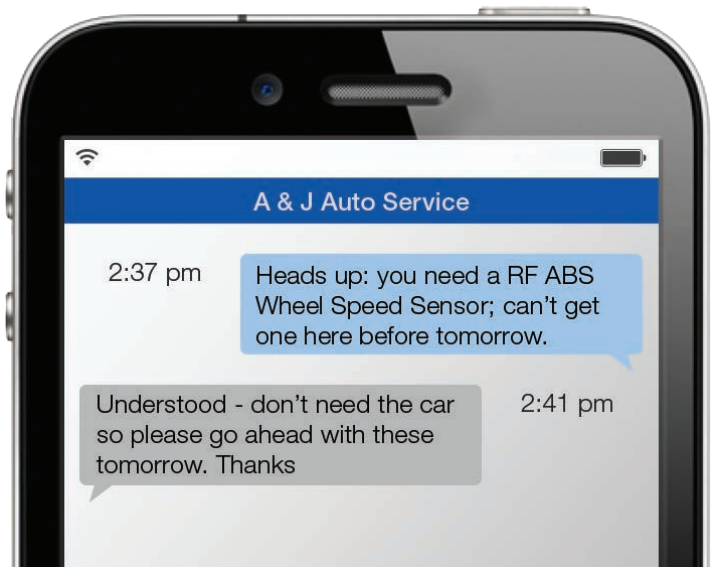 A & J Auto Service
2:37 pm
Heads up: you need a RF ABS
Wheel Speed Sensor; can’t get
one here before tomorrow.
Understood - don’t need the car
so please go ahead with these
tomorrow. Thanks
2:41 pm